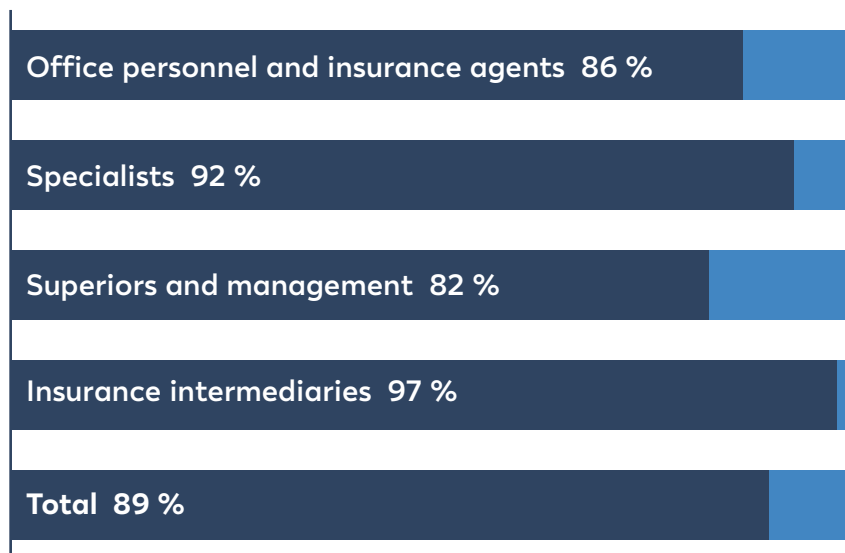 Office personnel and insurance agents 86 %
Specialists 92 %
Superiors and management 82 %
Insurance intermediaries 97 %
Total 89 %